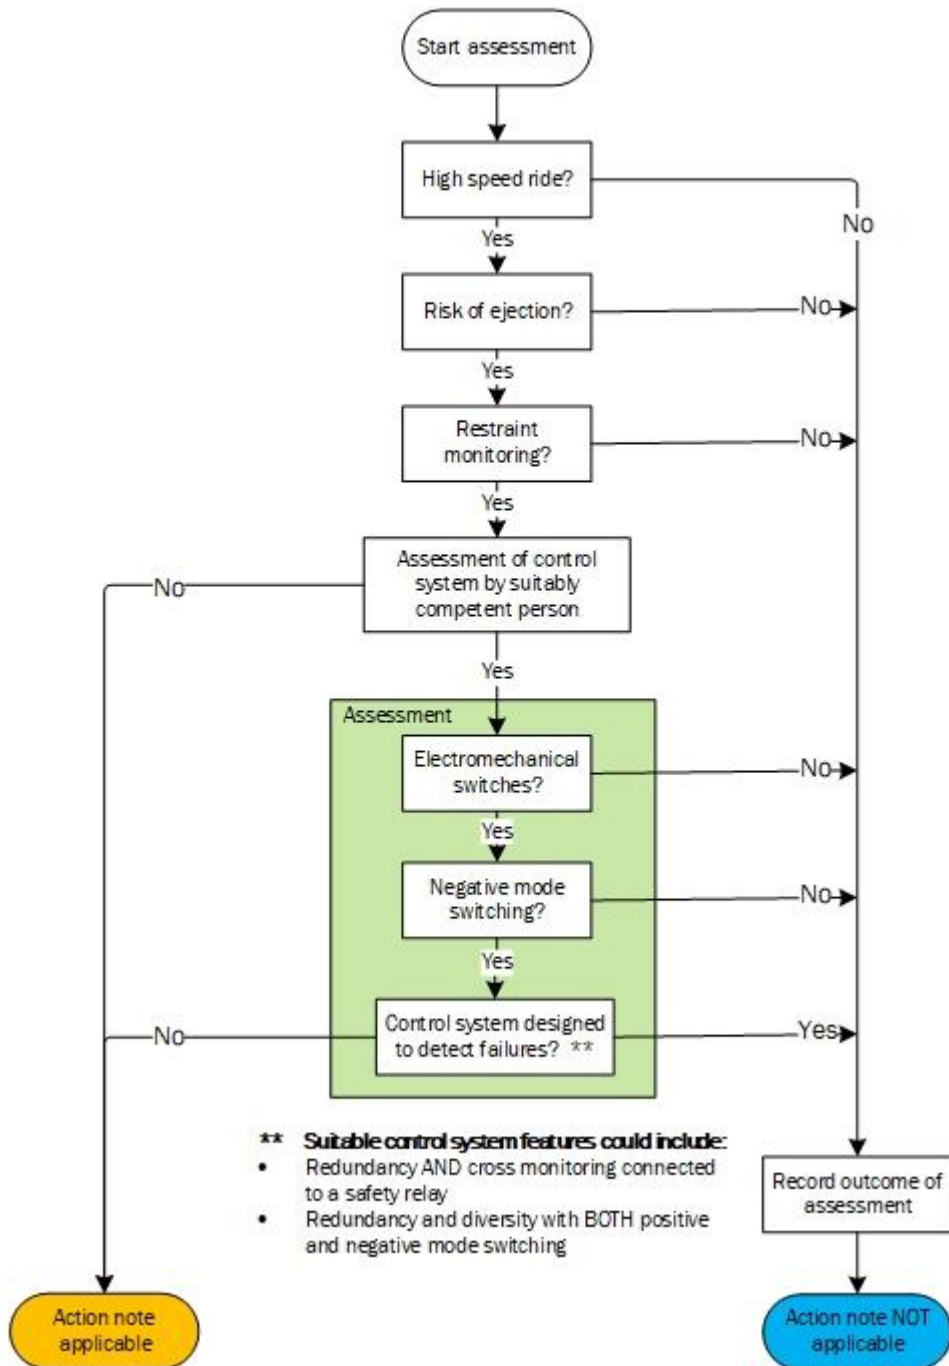 Start assessment
High speed ride?
No
Yes
Risk of ejection?
No
Yes
Restraint
monitoring?
No
Yes
Assessment of control
system by suitably
competent person
No
Yes
Assessment
Electromechanical
switches?
No
Yes
Negative mode
switching?
No
Yes
Control system designed
to detect failures? **
No
Yes
** Suitable control system features could include:
• Redundancy AND cross monitoring connected
to a safety relay
• Redundancy and diversity with BOTH positive
and negative mode switching
Record outcome of
assessment
Action note
applicable
Action note NOT
applicable